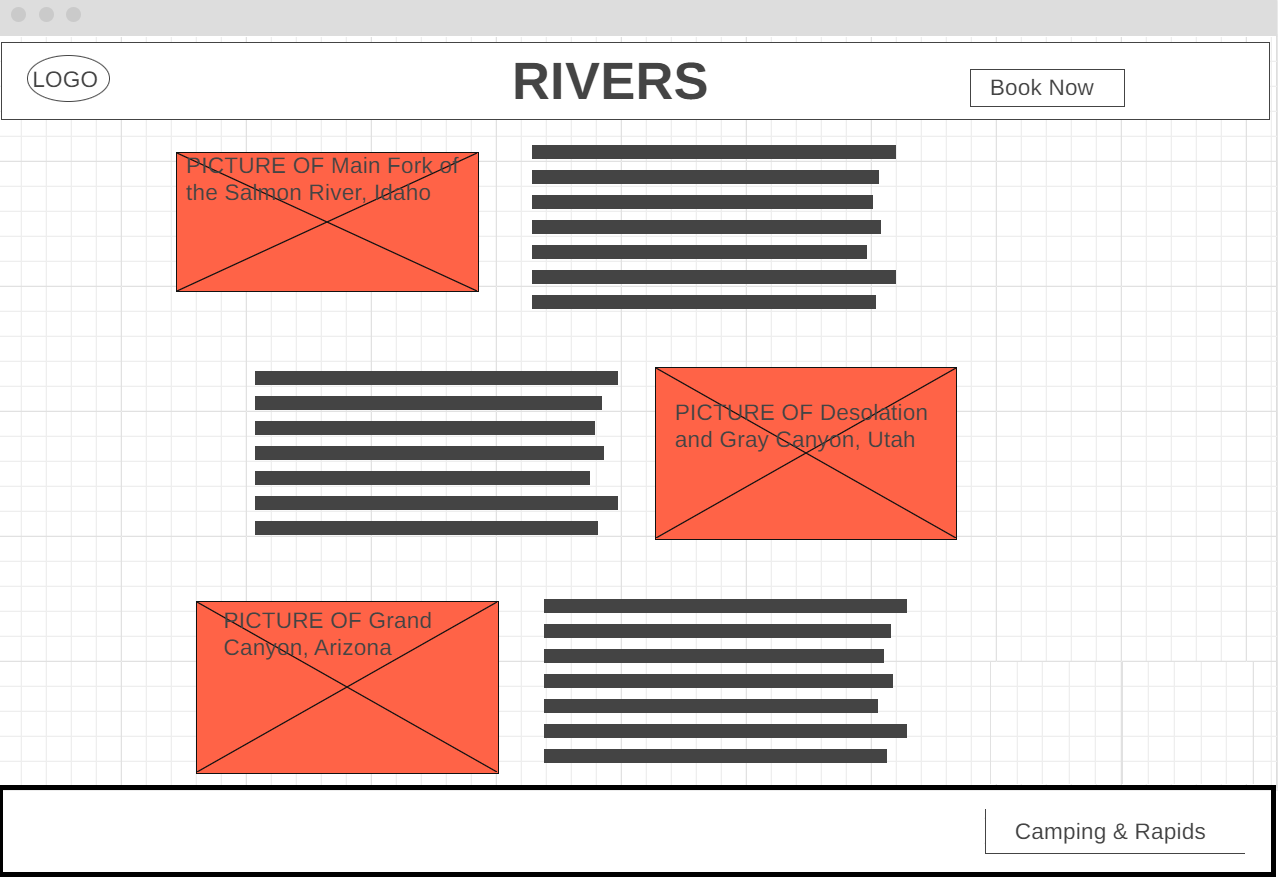 LOGO
RIVERS
Book Now
PICTURE OF Main Fork of
the Salmon River, Idaho
PICTURE OF Desolation
and Gray Canyon, Utah
PICTURE OF Grand
Canyon, Arizona
Camping & Rapids